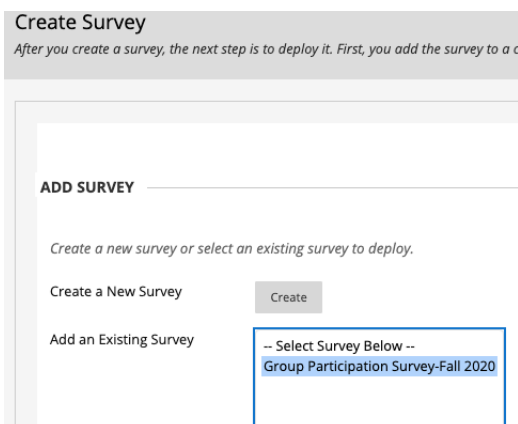 Create Survey
After you create a survey, the next step is to deploy it. First, you add the survey to a c
ADD SURVEY
Create a new survey or select an existing survey to deploy.
Create a New Survey
Create
Add an Existing Survey
-- Select Survey Below --
Group Participation Survey-Fall 2020